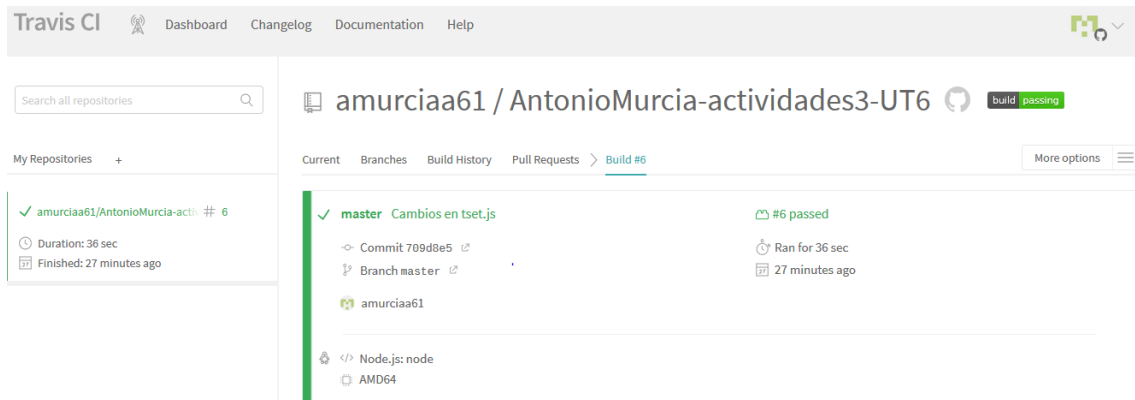 Travis CI Dashboard Changelog Documentation Help
Search all repositories
My Repositories +
amurciaa61/AntonioMurcia-acti # 6
Duration: 36 sec
Finished: 27 minutes ago
amurciaa61 / AntonioMurcia-actividades3-UT6 build passing
Current Branches Build History Pull Requests Build #6 More options
master Cambios en tset.js
Commit 709d8e5
Branch master
amurciaa61
#6 passed
Ran for 36 sec
27 minutes ago
Node.js: node
AMD64